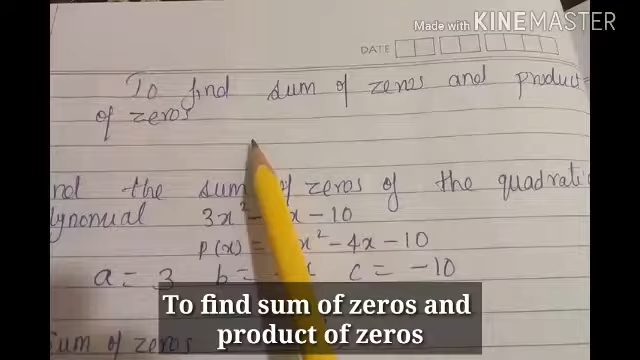 Made with KINEMASTER
DATE
To find sum of zeros and product
of zeros
nd the sum of zeros of the quadrati
lynomial 3x² - x - 10
p(x) = x² - 4x - 10
a = 3 b = c = -10
um of zeros
To find sum of zeros and
product of zeros